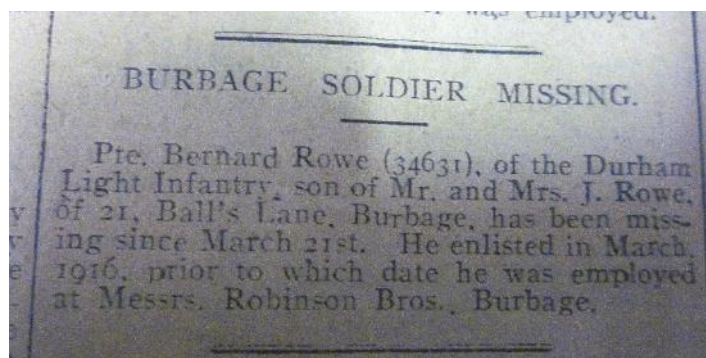 was employed.
BURBAGE SOLDIER MISSING.
Pte. Bernard Rowe (34631), of the Durham
Light Infantry, son of Mr. and Mrs. J. Rowe,
of 21, Ball's Lane, Burbage, has been miss-
ing since March 21st. He enlisted in March,
1916, prior to which date he was employed
at Messrs. Robinson Bros., Burbage.